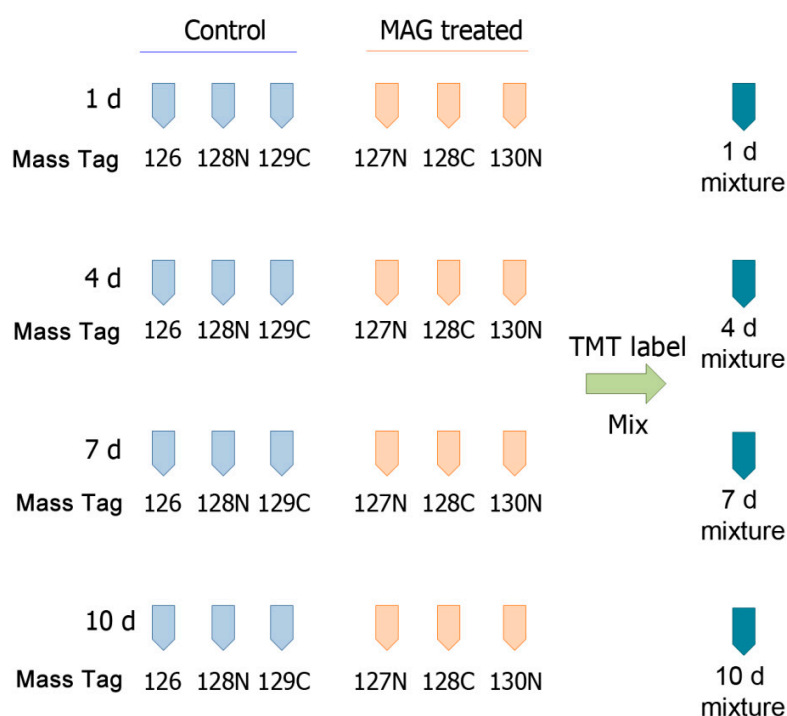 Control MAG treated
1 d
Mass Tag 126 128N 129C 127N 128C 130N
1 d
mixture
4 d
Mass Tag 126 128N 129C 127N 128C 130N
4 d
mixture
TMT label
Mix
7 d
Mass Tag 126 128N 129C 127N 128C 130N
7 d
mixture
10 d
Mass Tag 126 128N 129C 127N 128C 130N
10 d
mixture